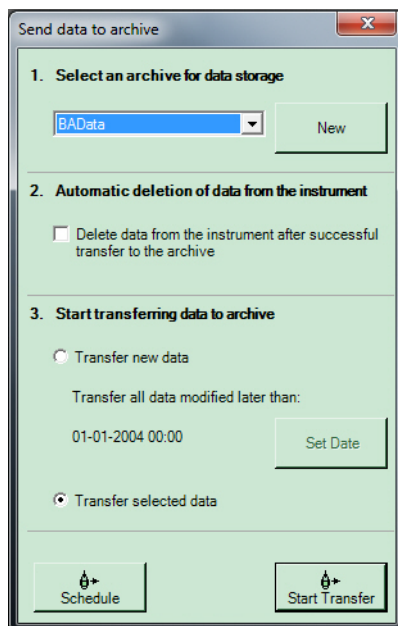 Send data to archive
1. Select an archive for data storage
BAData
New
2. Automatic deletion of data from the instrument
Delete data from the instrument after successful
transfer to the archive
3. Start transferring data to archive
Transfer new data
Transfer all data modified later than:
01-01-2004 00:00
Set Date
Transfer selected data
Schedule
Start Transfer